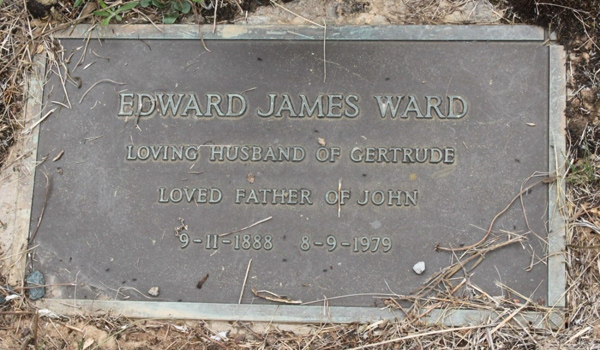 EDWARD JAMES WARD
LOVING HUSBAND OF GERTRUDE
LOVED FATHER OF JOHN
9-11-1888 8-9-1979